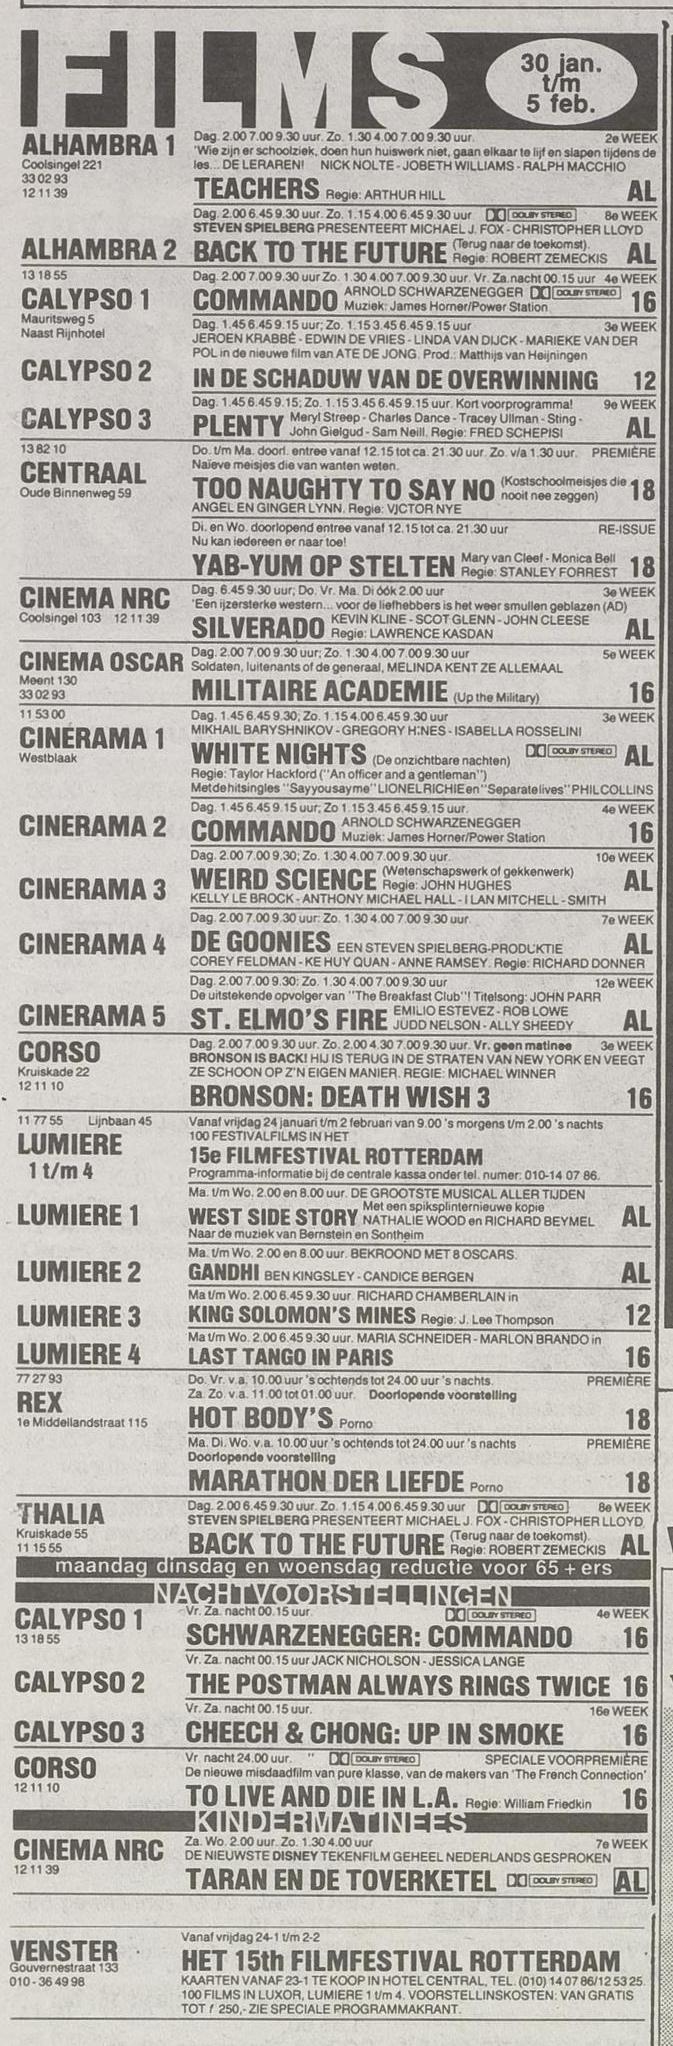 FILMS
30 jan.
t/m
5 feb.
ALHAMBRA 1
Coolsingel 221
33 02 93
12 11 39
Dag. 2.00 7.00 9.30 uur. Zo. 1.30 4.00 7.00 9.30 uur. 2e WEEK
'Wie zijn er schoolziek, doen hun huiswerk niet, gaan elkaar te lijf en slapen tijdens de
les... DE LERAREN! NICK NOLTE - JOBETH WILLIAMS - RALPH MACCHIO
TEACHERS Regie: ARTHUR HILL AL
Dag. 2.00 6.45 9.30 uur. Zo. 1.15 4.00 6.45 9.30 uur DOLBY STEREO 8e WEEK
STEVEN SPIELBERG PRESENTEERT MICHAEL J. FOX - CHRISTOPHER LLOYD
ALHAMBRA 2 BACK TO THE FUTURE (Terug naar de toekomst). Regie: ROBERT ZEMECKIS AL
13 18 55
CALYPSO 1
Mauritsweg 5
Naast Rijnhotel
Dag. 2.00 7.00 9.30 uur Zo. 1.30 4.00 7.00 9.30 uur. Vr. Za. nacht 00.15 uur 4e WEEK
COMMANDO ARNOLD SCHWARZENEGGER DOLBY STEREO 16
Muziek: James Horner/Power Station
Dag. 1.45 6.45 9.15 uur; Zo. 1.15 3.45 6.45 9.15 uur 3e WEEK
JEROEN KRABBÉ - EDWIN DE VRIES - LINDA VAN DIJCK - MARIEKE VAN DER
POL in de nieuwe film van ATE DE JONG. Prod.: Matthijs van Heijningen
CALYPSO 2 IN DE SCHADUW VAN DE OVERWINNING 12
Dag. 1.45 6.45 9.15; Zo. 1.15 3.45 6.45 9.15 uur. Kort voorprogramma! 9e WEEK
CALYPSO 3 PLENTY Meryl Streep - Charles Dance - Tracey Ullman - Sting - AL
John Gielgud - Sam Neill. Regie: FRED SCHEPISI
13 82 10
CENTRAAL
Oude Binnenweg 59
Do. t/m Ma. doorl. entree vanaf 12.15 tot ca. 21.30 uur. Zo. v/a 1.30 uur. PREMIÈRE
Naïeve meisjes die van wanten weten.
TOO NAUGHTY TO SAY NO (Kostschoolmeisjes die nooit nee zeggen) 18
ANGEL EN GINGER LYNN. Regie: VICTOR NYE
Di. en Wo. doorlopend entree vanaf 12.15 tot ca. 21.30 uur RE-ISSUE
Nu kan iedereen er naar toe!
YAB-YUM OP STELTEN Mary van Cleef - Monica Bell 18
Regie: STANLEY FORREST
CINEMA NRC
Coolsingel 103 12 11 39
Dag. 6.45 9.30 uur; Do. Vr. Ma. Di óók 2.00 uur 3e WEEK
'Een ijzersterke western... voor de liefhebbers is het weer smullen geblazen (AD)
SILVERADO KEVIN KLINE - SCOT GLENN - JOHN CLEESE AL
Regie: LAWRENCE KASDAN
CINEMA OSCAR
Meent 130
33 02 93
Dag. 2.00 7.00 9.30 uur; Zo. 1.30 4.00 7.00 9.30 uur 5e WEEK
Soldaten, luitenants of de generaal, MELINDA KENT ZE ALLEMAAL
MILITAIRE ACADEMIE (Up the Military) 16
11 53 00
CINERAMA 1
Westblaak
Dag. 1.45 6.45 9.30; Zo. 1.15 4.00 6.45 9.30 uur 3e WEEK
MIKHAIL BARYSHNIKOV - GREGORY HINES - ISABELLA ROSSELINI
WHITE NIGHTS (De onzichtbare nachten) DOLBY STEREO AL
Regie: Taylor Hackford ("An officer and a gentleman")
Met de hitsingles "Say you say me" LIONEL RICHIE en "Separate lives" PHIL COLLINS
Dag. 1.45 6.45 9.15 uur; Zo 1.15 3.45 6.45 9.15 uur. 4e WEEK
CINERAMA 2 COMMANDO ARNOLD SCHWARZENEGGER 16
Muziek: James Horner/Power Station
Dag. 2.00 7.00 9.30; Zo. 1.30 4.00 7.00 9.30 uur. 10e WEEK
CINERAMA 3 WEIRD SCIENCE (Wetenschapswerk of gekkenwerk) AL
Regie: JOHN HUGHES
KELLY LE BROCK - ANTHONY MICHAEL HALL - ILAN MITCHELL - SMITH
Dag. 2.00 7.00 9.30 uur: Zo. 1.30 4.00 7.00 9.30 uur. 7e WEEK
CINERAMA 4 DE GOONIES EEN STEVEN SPIELBERG-PRODUKTIE AL
COREY FELDMAN - KE HUY QUAN - ANNE RAMSEY. Regie: RICHARD DONNER
Dag. 2.00 7.00 9.30; Zo. 1.30 4.00 7.00 9.30 uur 12e WEEK
De uitstekende opvolger van "The Breakfast Club"! Titelsong: JOHN PARR
CINERAMA 5 ST. ELMO'S FIRE EMILIO ESTEVEZ - ROB LOWE AL
JUDD NELSON - ALLY SHEEDY
CORSO
Kruiskade 22
12 11 10
Dag. 2.00 7.00 9.30 uur. Zo. 2.00 4.30 7.00 9.30 uur. Vr. geen matinee 3e WEEK
BRONSON IS BACK! HIJ IS TERUG IN DE STRATEN VAN NEW YORK EN VEEGT
ZE SCHOON OP Z'N EIGEN MANIER. REGIE: MICHAEL WINNER
BRONSON: DEATH WISH 3 16
11 77 55 Lijnbaan 45
LUMIERE
1 t/m 4
Vanaf vrijdag 24 januari t/m 2 februari van 9.00 's morgens t/m 2.00 's nachts
100 FESTIVALFILMS IN HET
15e FILMFESTIVAL ROTTERDAM
Programma-informatie bij de centrale kassa onder tel. numer: 010-14 07 86.
Ma. t/m Wo. 2.00 en 8.00 uur. DE GROOTSTE MUSICAL ALLER TIJDEN
LUMIERE 1 WEST SIDE STORY Met een spiksplinternieuwe kopie AL
NATHALIE WOOD en RICHARD BEYMEL
Naar de muziek van Bernstein en Sontheim
Ma. t/m Wo. 2.00 en 8.00 uur. BEKROOND MET 8 OSCARS.
LUMIERE 2 GANDHI BEN KINGSLEY - CANDICE BERGEN AL
Ma t/m Wo. 2.00 6.45 9.30 uur. RICHARD CHAMBERLAIN in
LUMIERE 3 KING SOLOMON'S MINES Regie: J. Lee Thompson 12
Ma t/m Wo. 2.00 6.45 9.30 uur. MARIA SCHNEIDER - MARLON BRANDO in
LUMIERE 4 LAST TANGO IN PARIS 16
77 27 93
REX
1e Middellandstraat 115
Do. Vr. v.a. 10.00 uur 's ochtends tot 24.00 uur 's nachts. PREMIÈRE
Za. Zo. v.a. 11.00 tot 01.00 uur. Doorlopende voorstelling
HOT BODY'S Porno 18
Ma. Di. Wo. v.a. 10.00 uur 's ochtends tot 24.00 uur 's nachts PREMIÈRE
Doorlopende voorstelling
MARATHON DER LIEFDE Porno 18
THALIA
Kruiskade 55
11 15 55
Dag. 2.00 6.45 9.30 uur. Zo. 1.15 4.00 6.45 9.30 uur DOLBY STEREO 8e WEEK
STEVEN SPIELBERG PRESENTEERT MICHAEL J. FOX - CHRISTOPHER LLOYD
BACK TO THE FUTURE (Terug naar de toekomst). Regie: ROBERT ZEMECKIS AL
maandag dinsdag en woensdag reductie voor 65 + ers
NACHTVOORSTELLINGEN
CALYPSO 1
13 18 55
Vr. Za. nacht 00.15 uur. DOLBY STEREO 4e WEEK
SCHWARZENEGGER: COMMANDO 16
Vr. Za. nacht 00.15 uur JACK NICHOLSON - JESSICA LANGE
CALYPSO 2 THE POSTMAN ALWAYS RINGS TWICE 16
Vr. Za. nacht 00.15 uur. 16e WEEK
CALYPSO 3 CHEECH & CHONG: UP IN SMOKE 16
CORSO
12 11 10
Vr. nacht 24.00 uur. " DOLBY STEREO SPECIALE VOORPREMIÈRE
De nieuwe misdaadfilm van pure klasse, van de makers van 'The French Connection'
TO LIVE AND DIE IN L.A. Regie: William Friedkin 16
KINDERMATINEES
CINEMA NRC
12 11 39
Za. Wo. 2.00 uur. Zo. 1.30 4.00 uur 7e WEEK
DE NIEUWSTE DISNEY TEKENFILM GEHEEL NEDERLANDS GESPROKEN
TARAN EN DE TOVERKETEL DOLBY STEREO AL
VENSTER
Gouvernestraat 133
010 - 36 49 98
Vanaf vrijdag 24-1 t/m 2-2
HET 15th FILMFESTIVAL ROTTERDAM
KAARTEN VANAF 23-1 TE KOOP IN HOTEL CENTRAL, TEL. (010) 14 07 86/12 53 25.
100 FILMS IN LUXOR, LUMIERE 1 t/m 4. VOORSTELLINSKOSTEN: VAN GRATIS
TOT f 250,- ZIE SPECIALE PROGRAMMAKRANT.